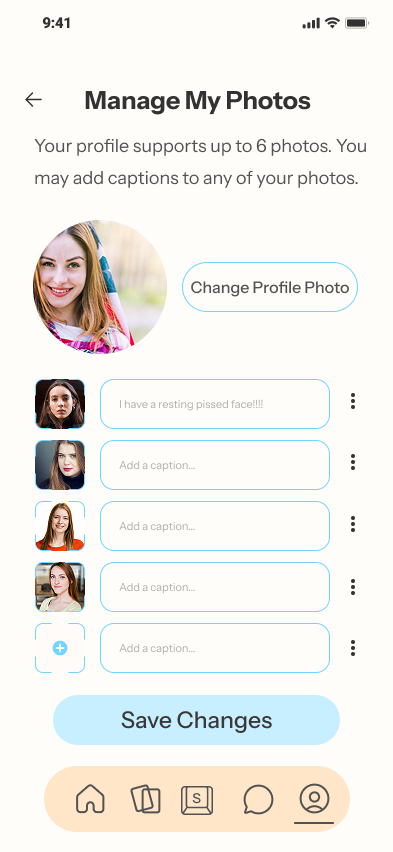 9:41
Manage My Photos
Your profile supports up to 6 photos. You
may add captions to any of your photos.
Change Profile Photo
I have a resting pissed face!!!!
Add a caption...
Add a caption...
Add a caption...
Add a caption...
Save Changes
S